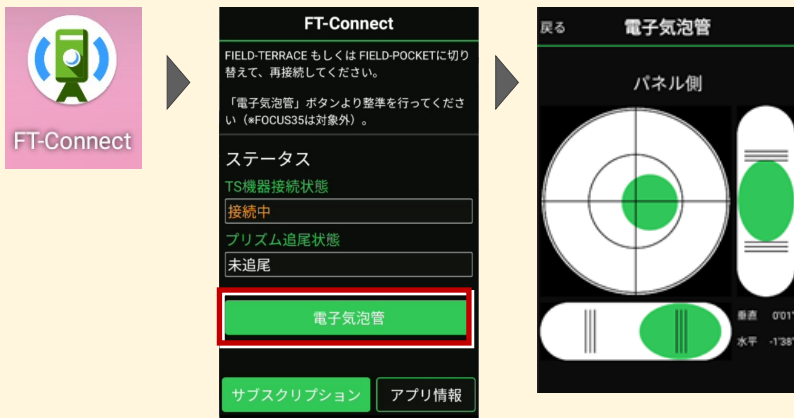 FT-Connect
FT-Connect
FIELD-TERRACE もしくは FIELD-POCKETに切り
替えて、再接続してください。
「電子気泡管」ボタンより整準を行ってくださ
い（※FOCUS35は対象外）。
ステータス
TS機器接続状態
接続中
プリズム追尾状態
未追尾
電子気泡管
サブスクリプション
アプリ情報
戻る
電子気泡管
パネル側
垂直 0'01"
水平 -1'38"